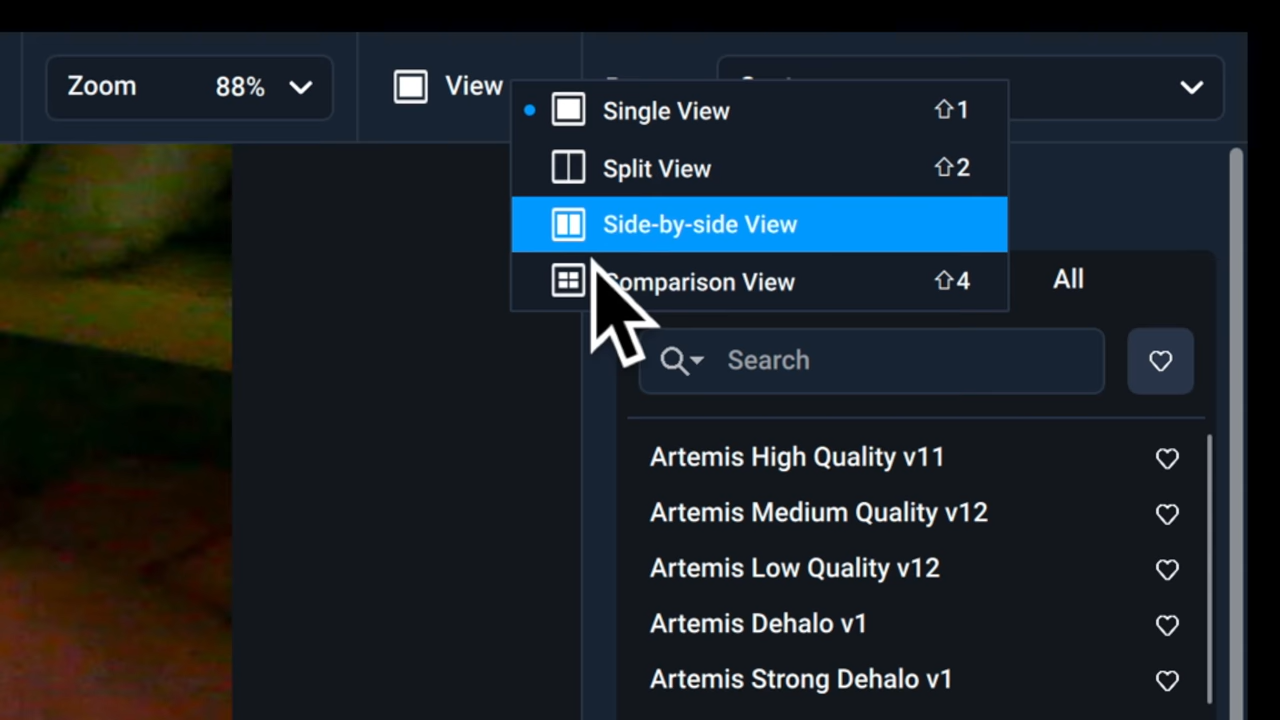 Zoom 88% View
Single View ⇧1
Split View ⇧2
Side-by-side View
Comparison View ⇧4
All
Search
Artemis High Quality v11
Artemis Medium Quality v12
Artemis Low Quality v12
Artemis Dehalo v1
Artemis Strong Dehalo v1